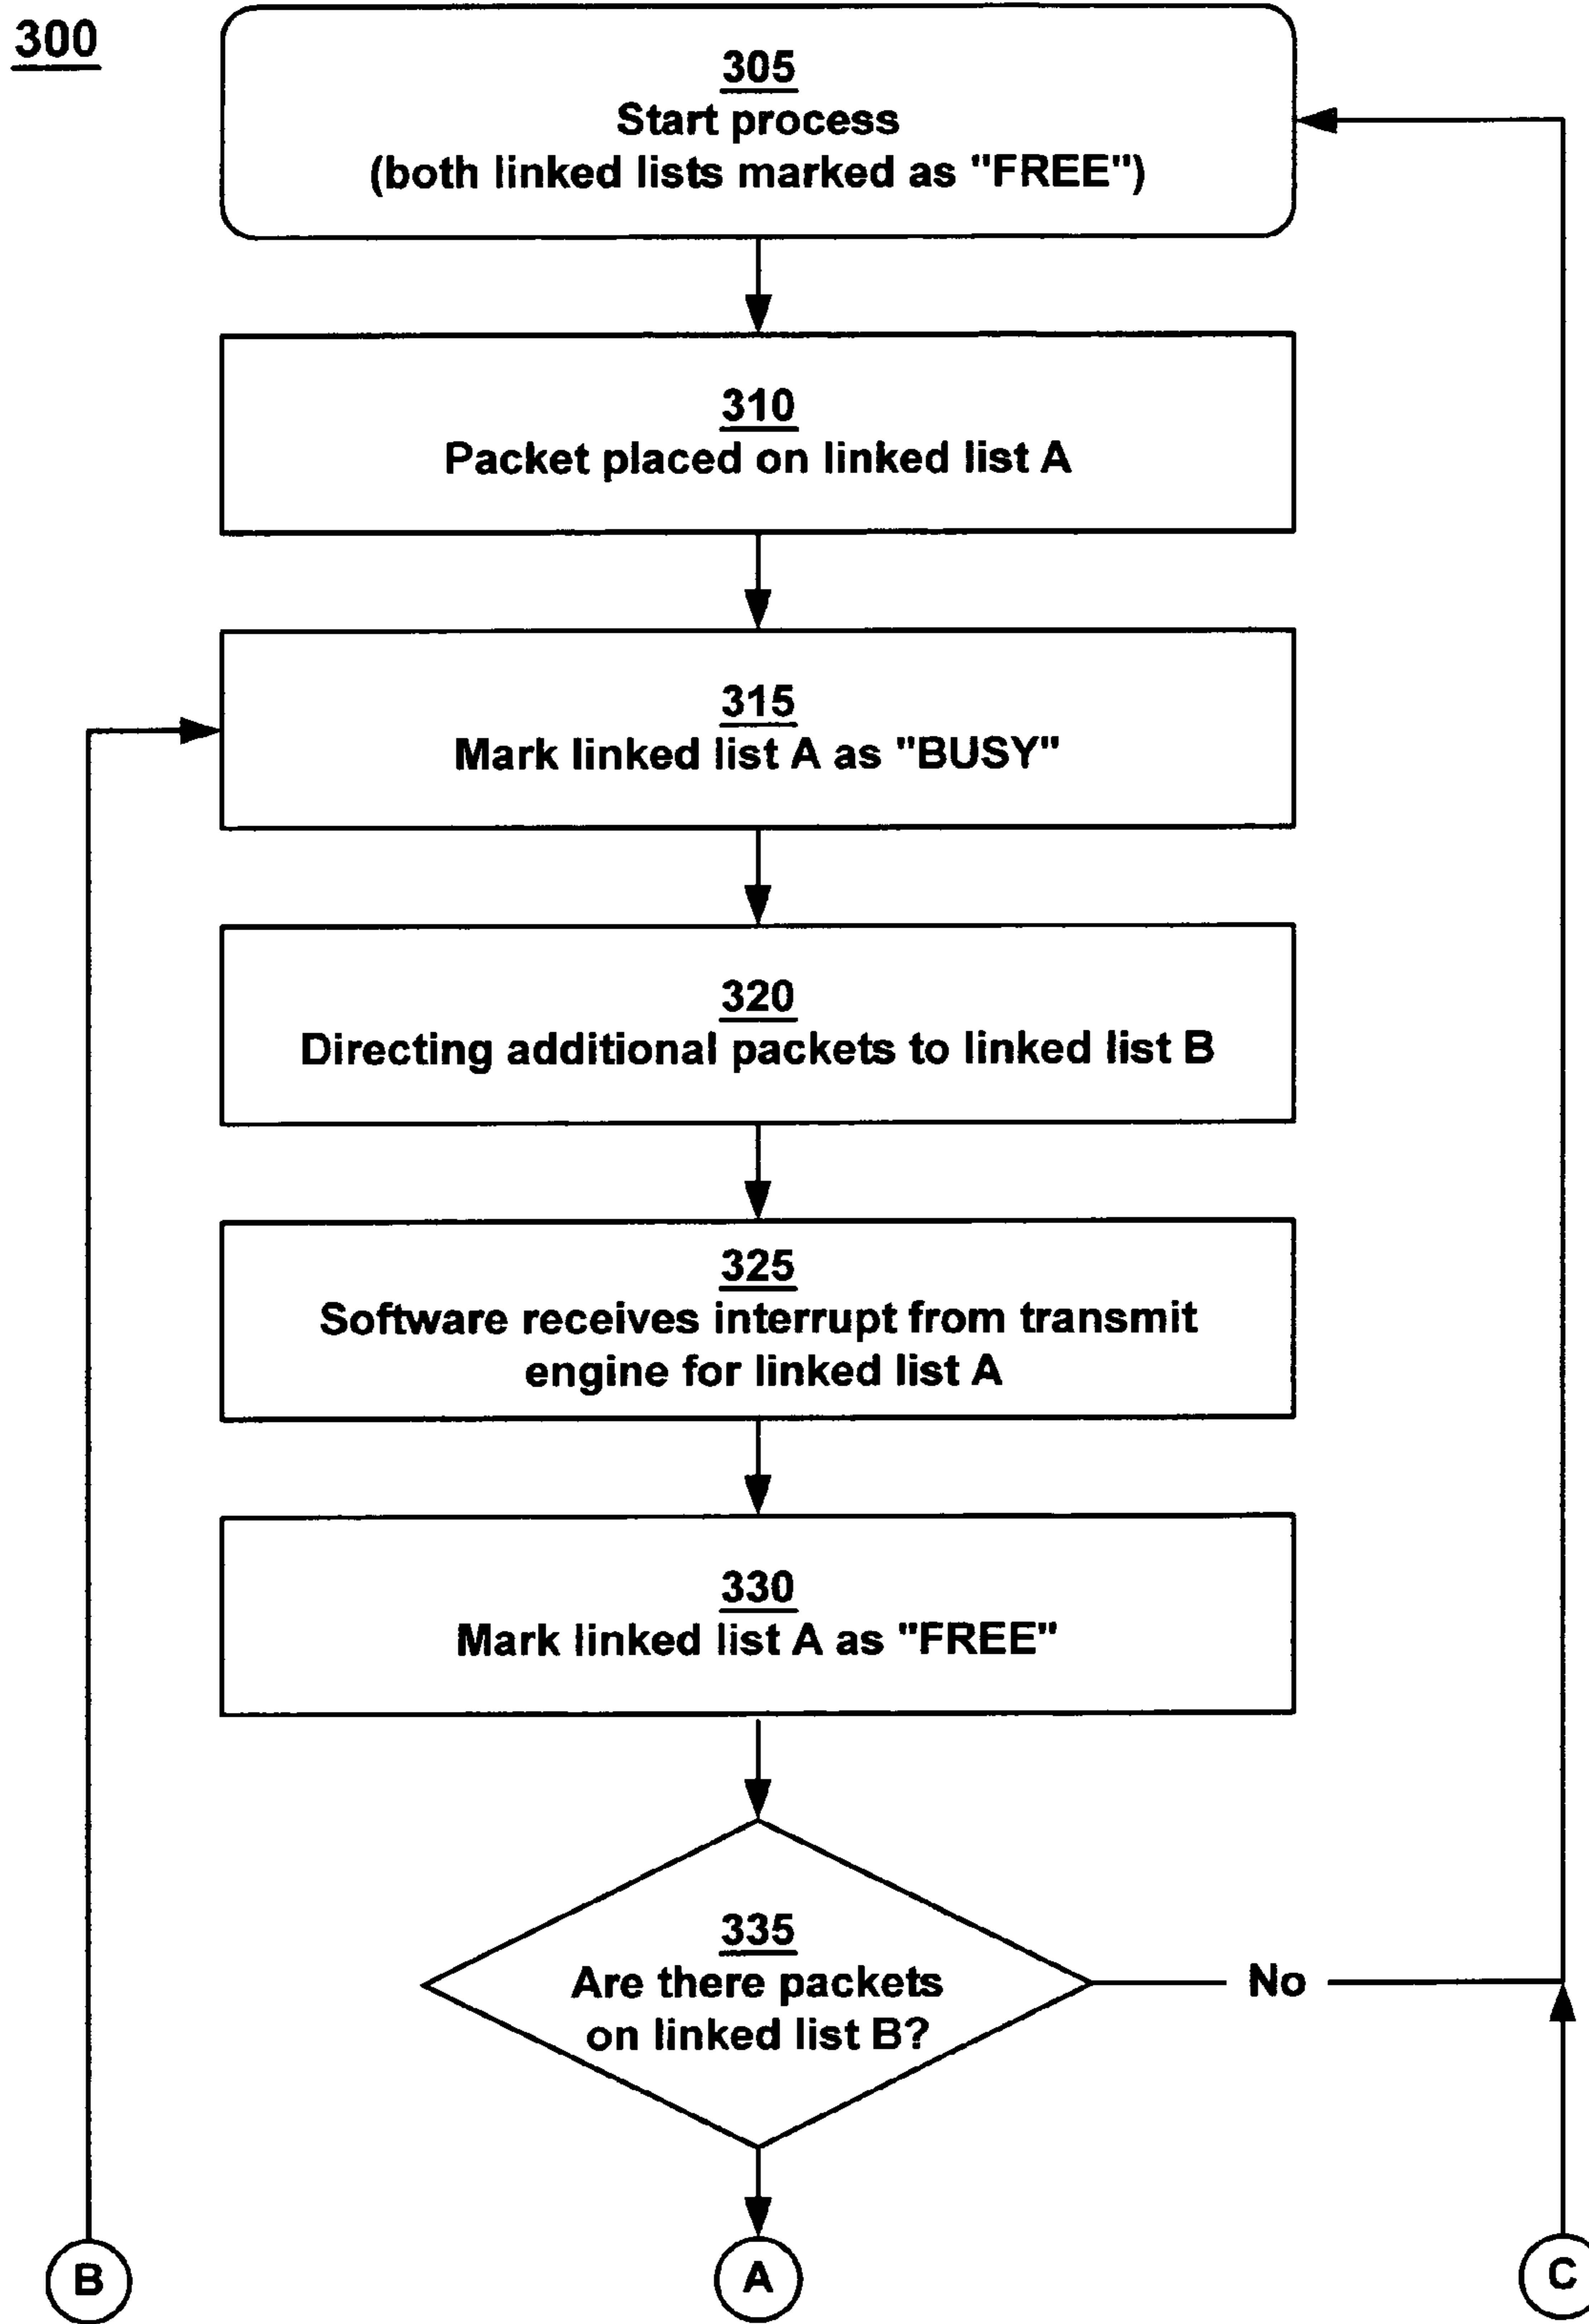 300
305
Start process
(both linked lists marked as "FREE")
310
Packet placed on linked list A
315
Mark linked list A as "BUSY"
320
Directing additional packets to linked list B
325
Software receives interrupt from transmit
engine for linked list A
330
Mark linked list A as "FREE"
335
Are there packets
on linked list B?
No
B
A
C